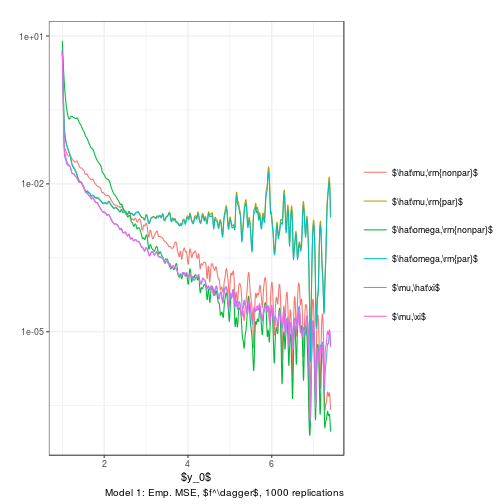 1e+01
1e-02
1e-05
2
4
6
$y_0$
Model 1: Emp. MSE, $f^\dagger$, 1000 replications
$\hat\mu,\rm{nonpar}$
$\hat\mu,\rm{par}$
$\hat\omega,\rm{nonpar}$
$\hat\omega,\rm{par}$
$\mu,\hat\xi$
$\mu,\xi$